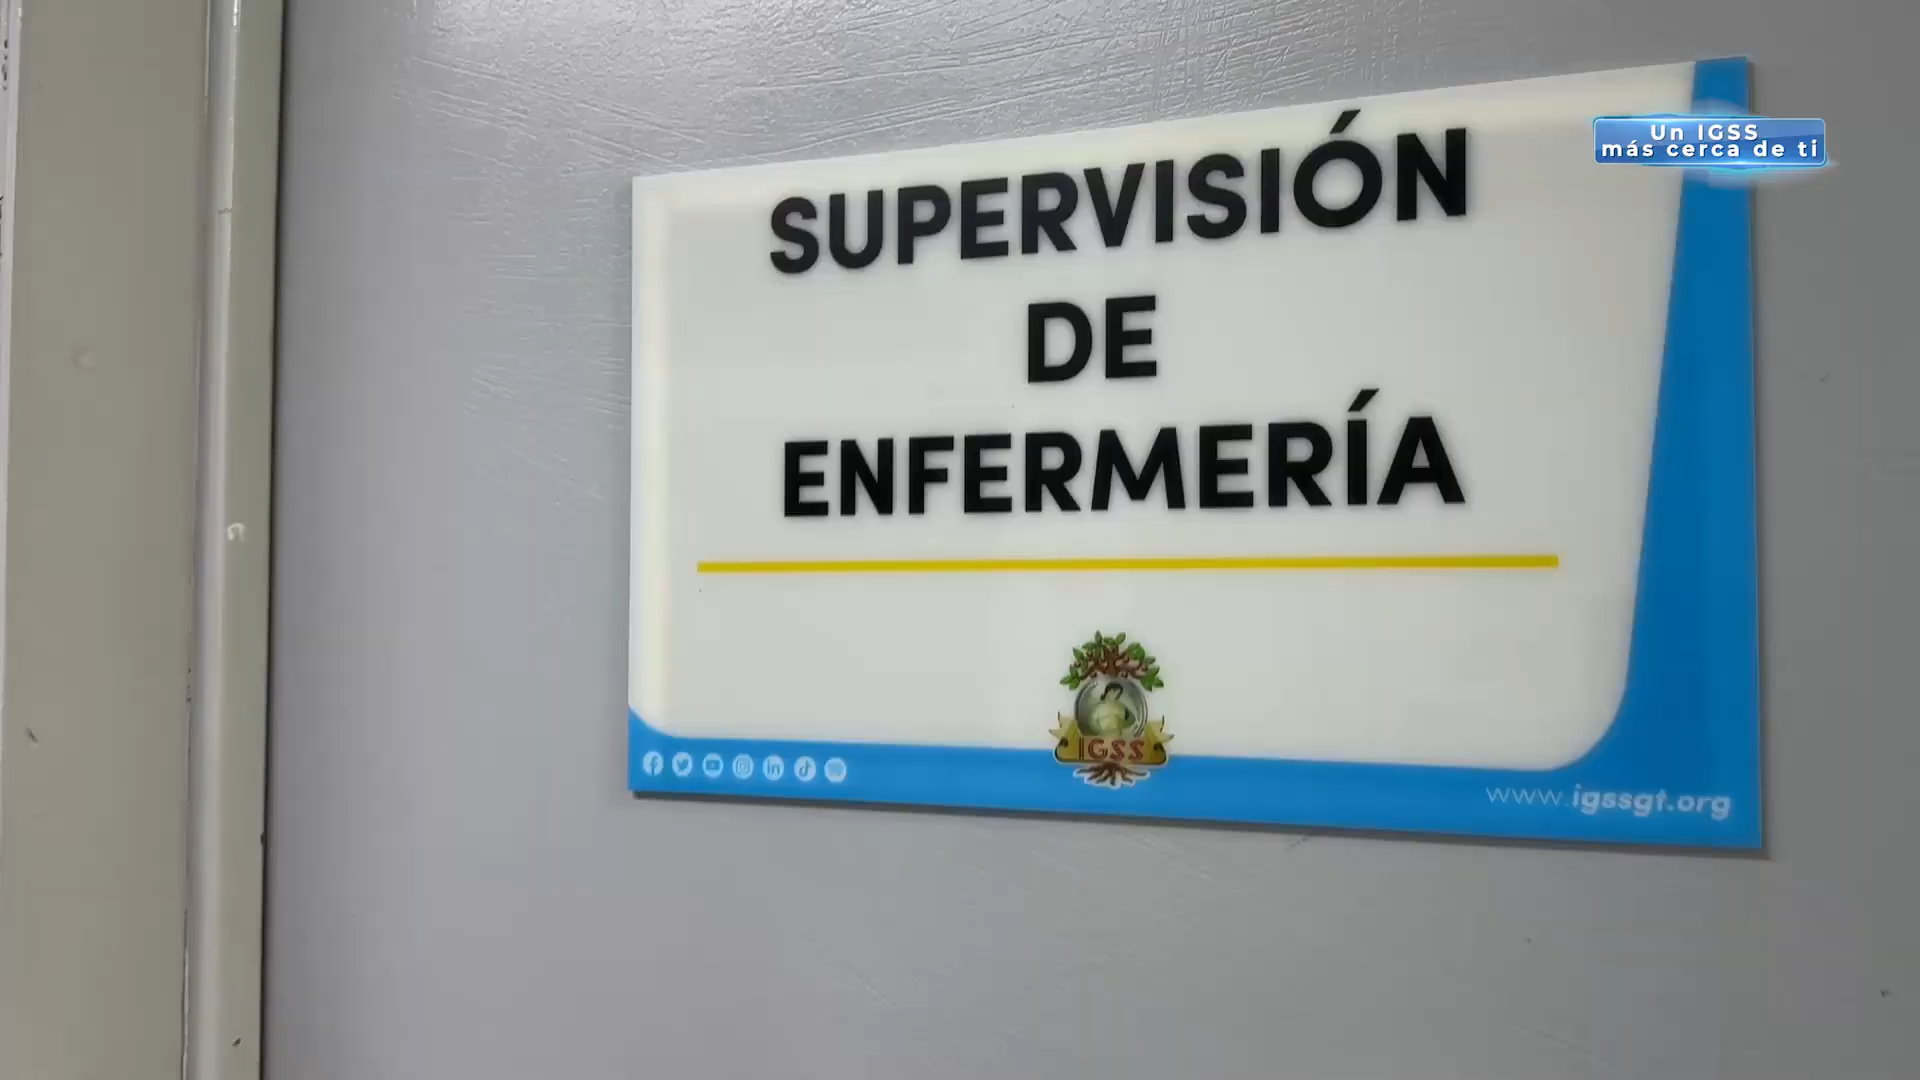 Un IGSS
más cerca de ti
SUPERVISIÓN
DE
ENFERMERÍA
IGSS
www.igssgt.org